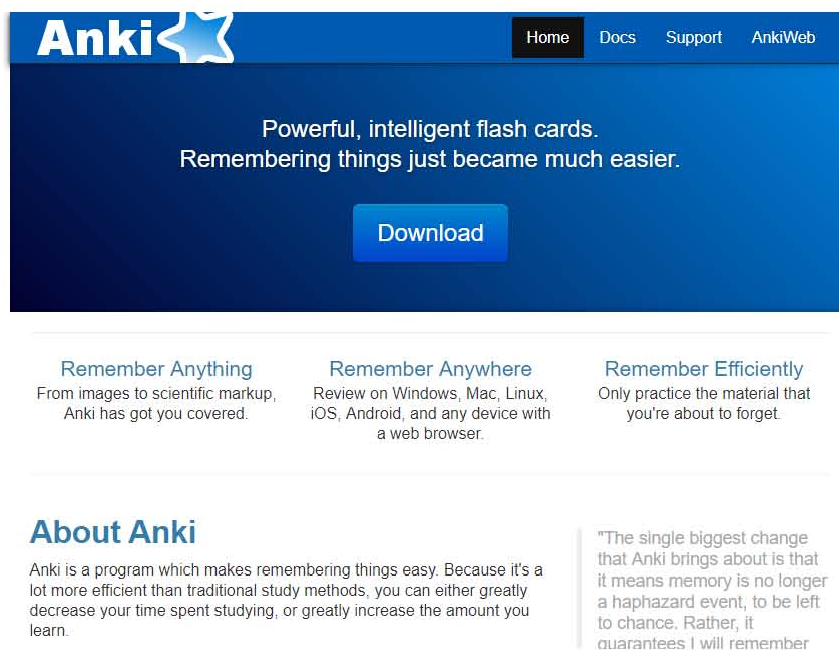 Anki
Home Docs Support AnkiWeb
Powerful, intelligent flash cards.
Remembering things just became much easier.
Download
Remember Anything
From images to scientific markup,
Anki has got you covered.
Remember Anywhere
Review on Windows, Mac, Linux,
iOS, Android, and any device with
a web browser.
Remember Efficiently
Only practice the material that
you're about to forget.
About Anki
Anki is a program which makes remembering things easy. Because it's a
lot more efficient than traditional study methods, you can either greatly
decrease your time spent studying, or greatly increase the amount you
learn.
"The single biggest change
that Anki brings about is that
it means memory is no longer
a haphazard event, to be left
to chance. Rather, it
guarantees I will remember